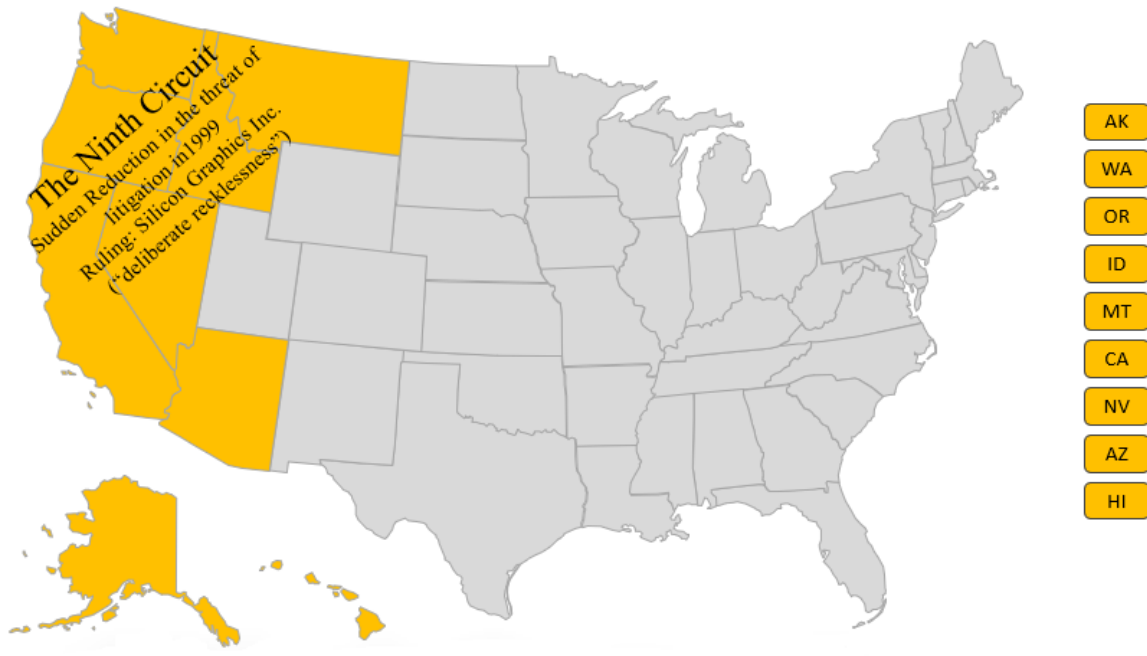 The Ninth Circuit
Sudden Reduction in the threat of
litigation in1999
Ruling: Silicon Graphics Inc.
(“deliberate recklessness”)
AK
WA
OR
ID
MT
CA
NV
AZ
HI